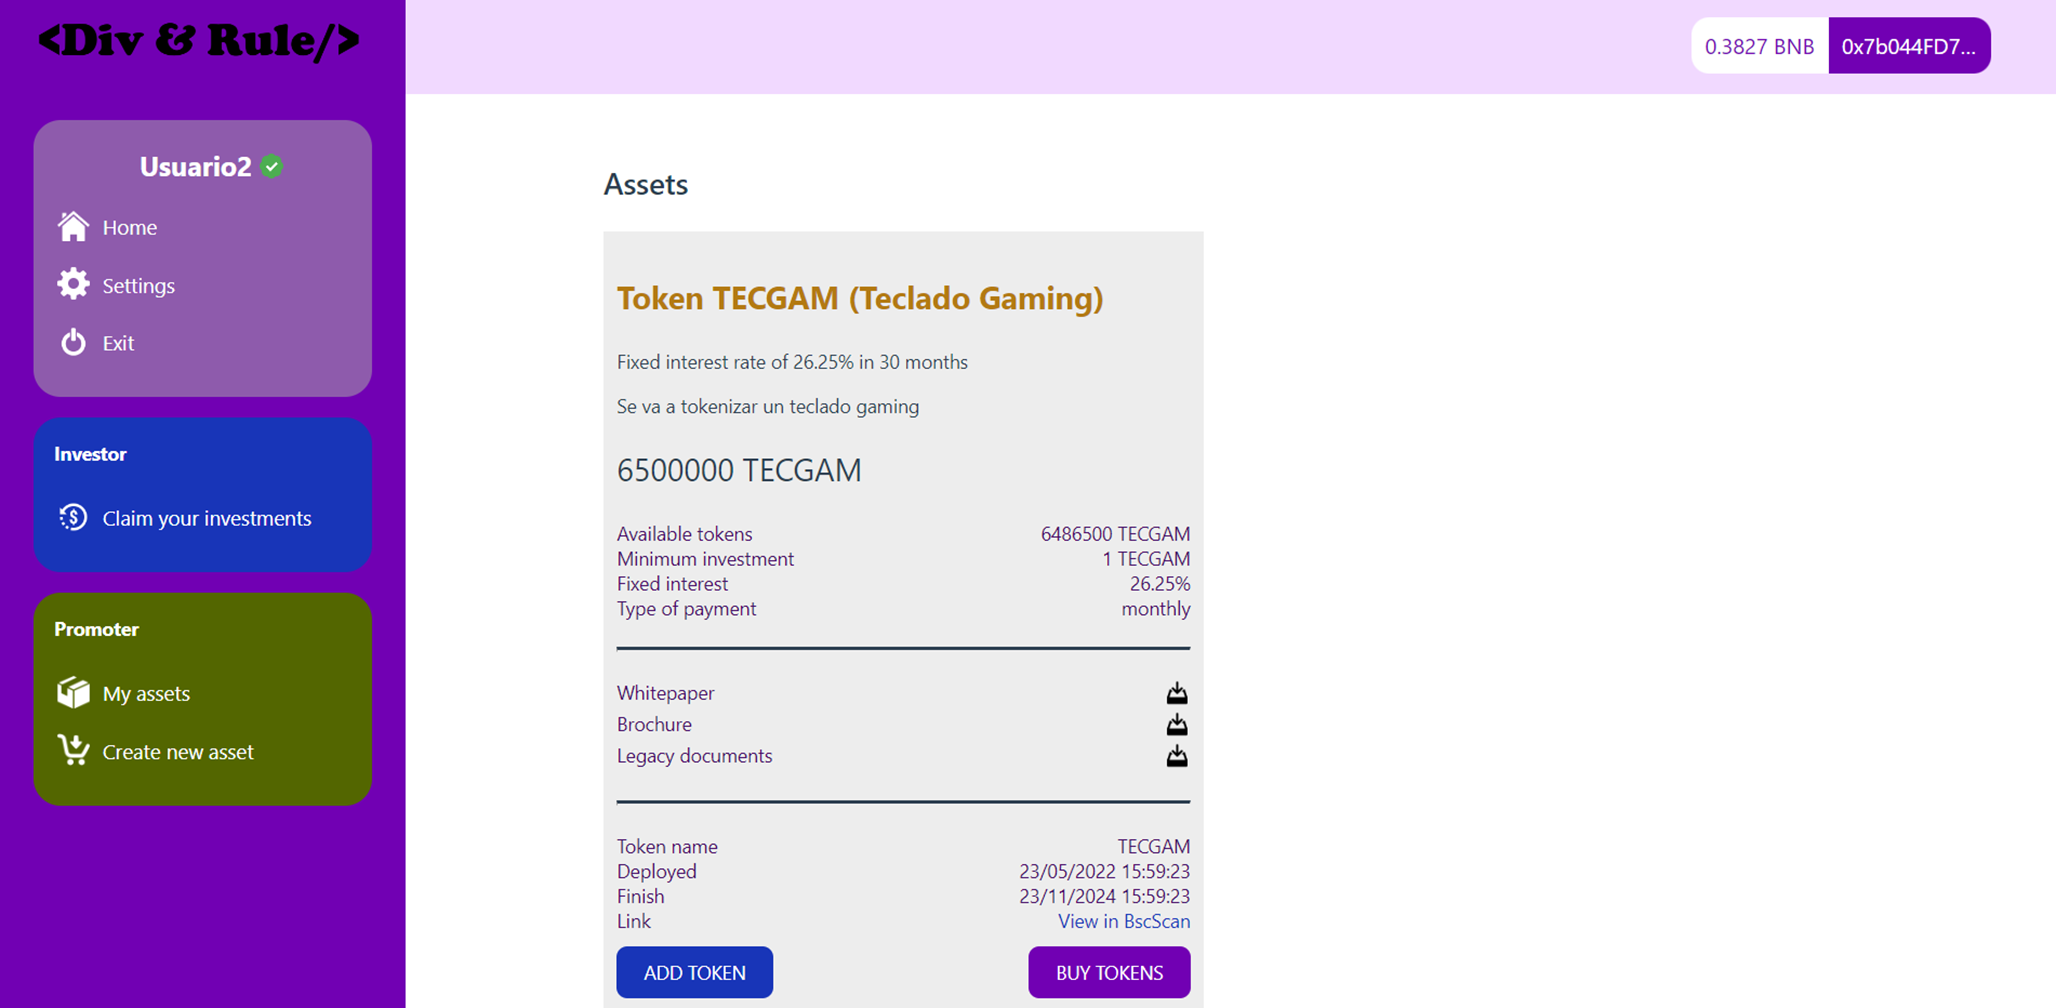 <Div & Rule/>
0.3827 BNB
0x7b044FD7...
Usuario2
Home
Settings
Exit
Investor
Claim your investments
Promoter
My assets
Create new asset
Assets
Token TECGAM (Teclado Gaming)
Fixed interest rate of 26.25% in 30 months
Se va a tokenizar un teclado gaming
6500000 TECGAM
Available tokens 6486500 TECGAM
Minimum investment 1 TECGAM
Fixed interest 26.25%
Type of payment monthly
Whitepaper
Brochure
Legacy documents
Token name TECGAM
Deployed 23/05/2022 15:59:23
Finish 23/11/2024 15:59:23
Link View in BscScan
ADD TOKEN BUY TOKENS